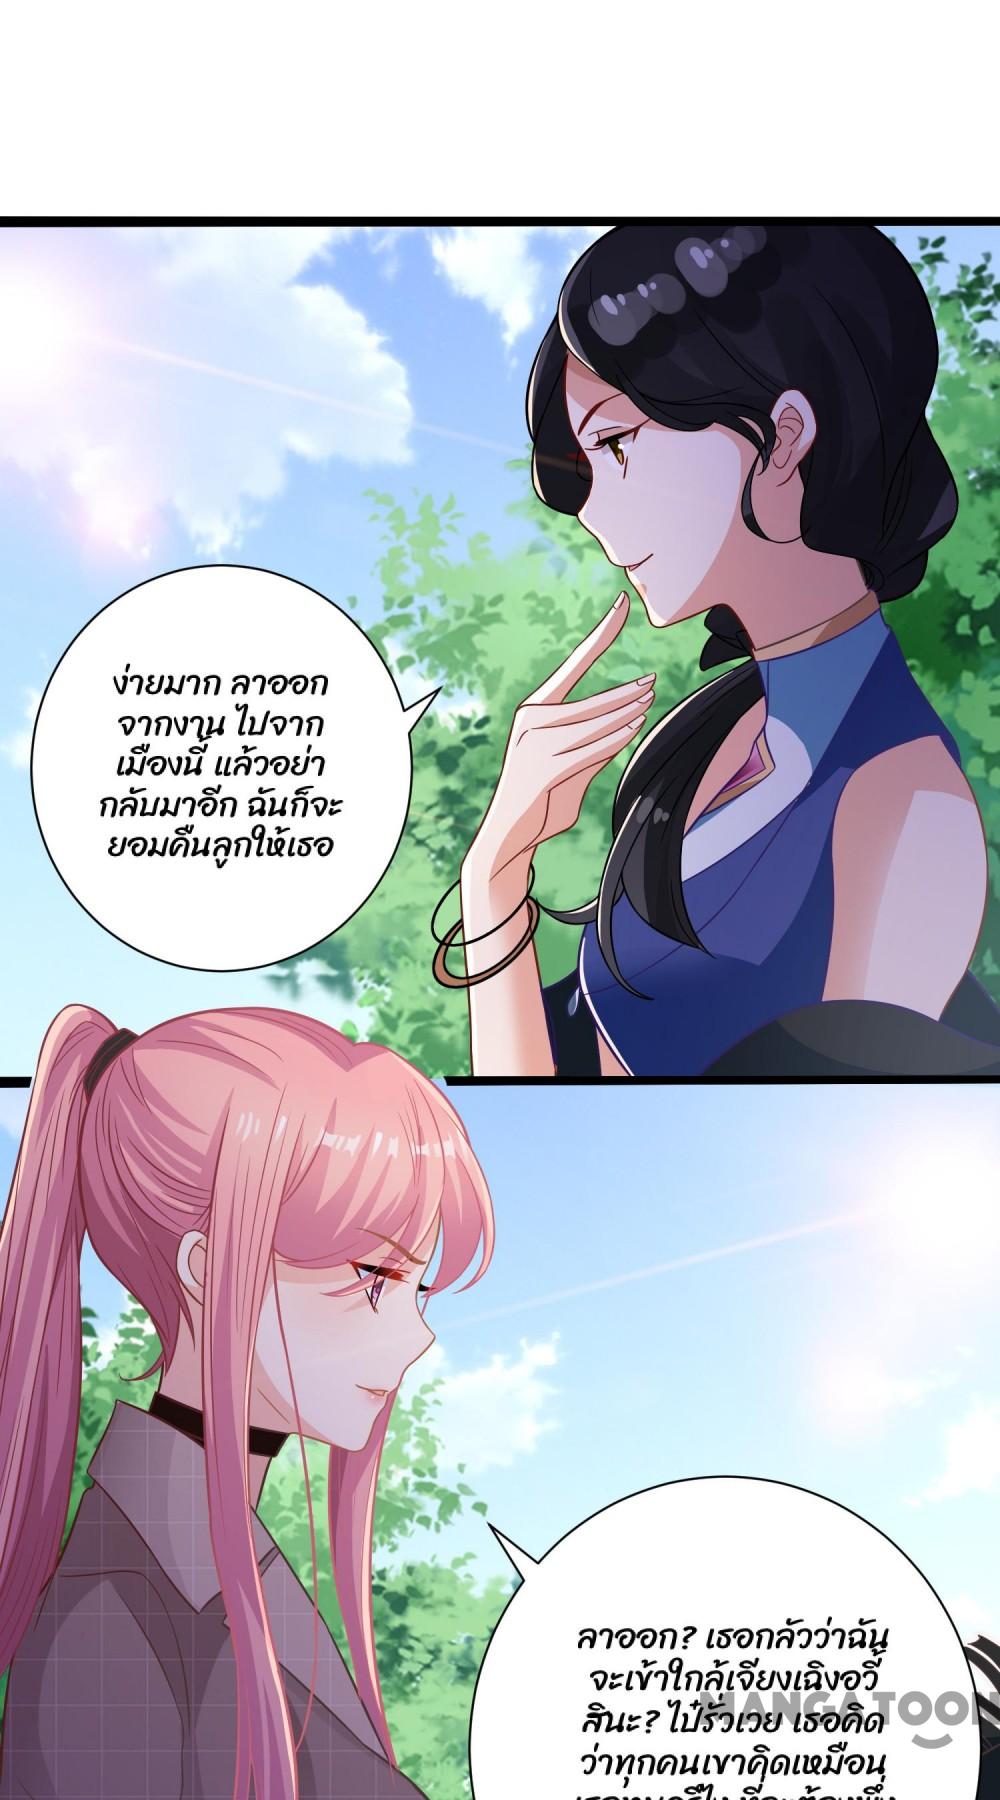 ง่ายมาก ลาออก
จากงาน ไปจาก
เมืองนี้ แล้วอย่า
กลับมาอีก ฉันก็จะ
ยอมคืนลูกให้เธอ
ลาออก? เธอกลัวว่าฉัน
จะเข้าใกล้เจียงเฉิงอวี้
สินะ? ไป๋รั่วเวย เธอคิด
ว่าทุกคนเขาคิดเหมือน
MANGATOON